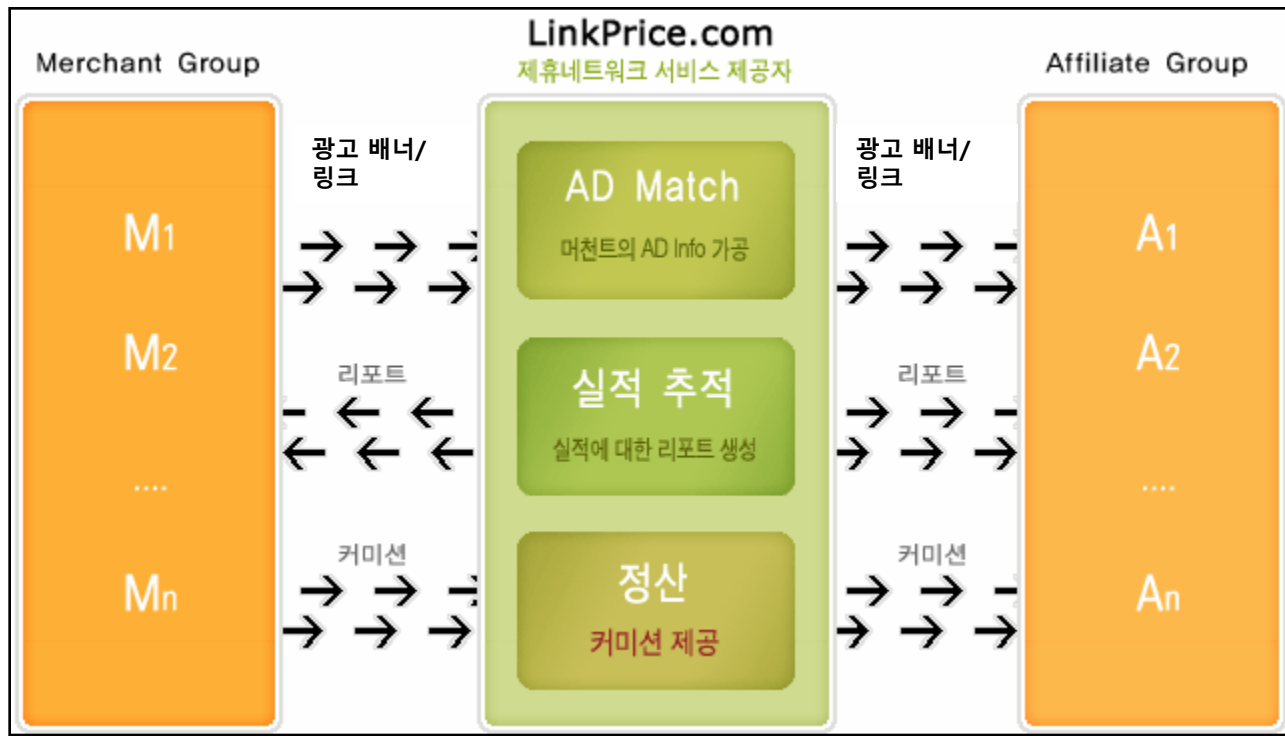 LinkPrice.com
제휴네트워크 서비스 제공자
Merchant Group
Affiliate Group
광고 배너/
링크
광고 배너/
링크
AD Match
머천트의 AD Info 가공
M1
A1
M2
A2
리포트
리포트
실적 추적
실적에 대한 리포트 생성
....
....
커미션
커미션
정산
커미션 제공
Mn
An